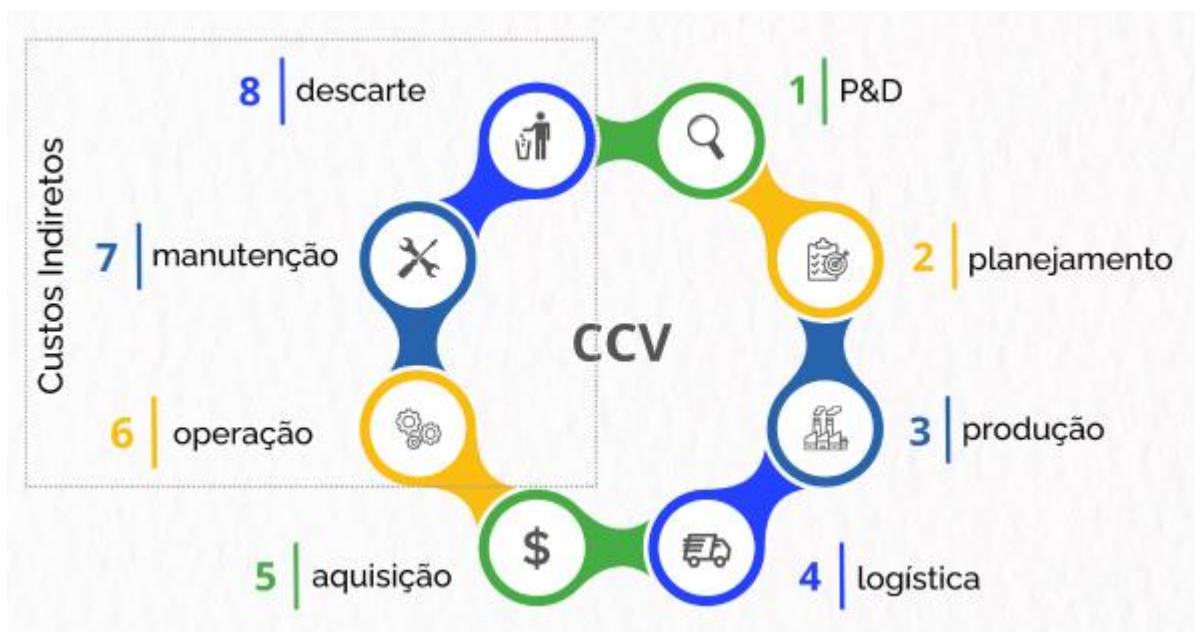 8 descarte
1 P&D
Custos Indiretos
7 manutenção
2 planejamento
CCV
6 operação
3 produção
5 aquisição
$
4 logística